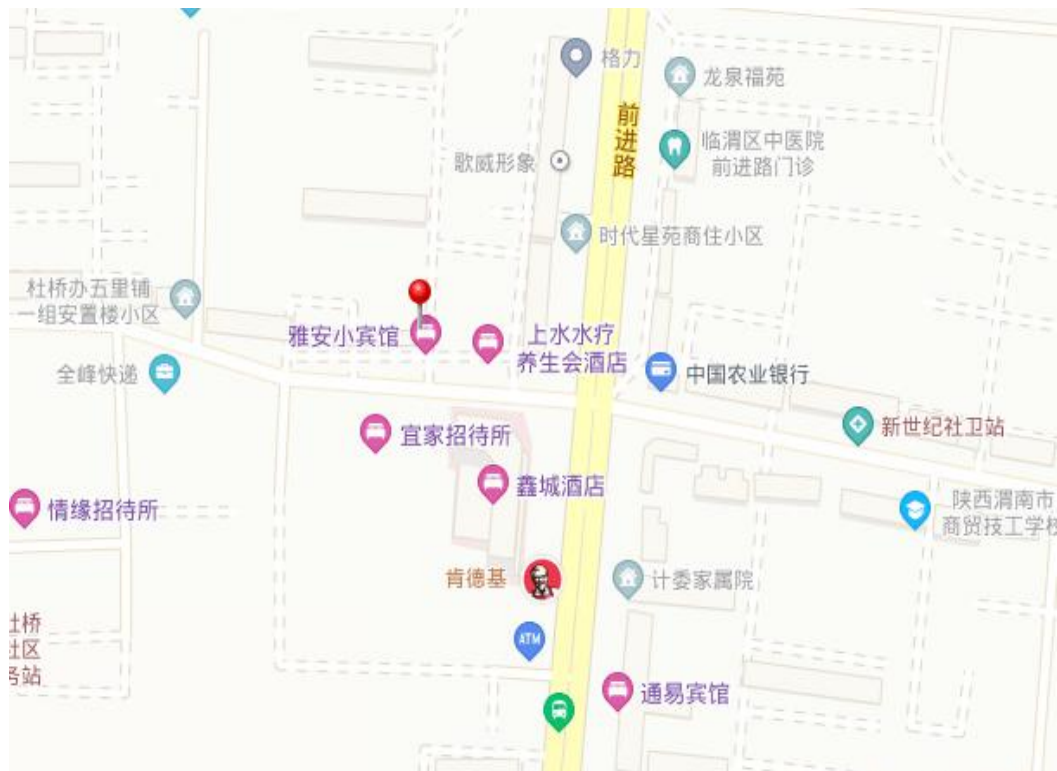 格力
龙泉福苑
前进路
临渭区中医院
前进路门诊
歌威形象
时代星苑商住小区
杜桥办五里铺
一组安置楼小区
雅安小宾馆
上水水疗
养生会酒店
全峰快递
中国农业银行
宜家招待所
新世纪社卫站
鑫城酒店
情缘招待所
陕西渭南市
商贸技工学校
肯德基
计委家属院
杜桥
社区
务站
ATM
通易宾馆